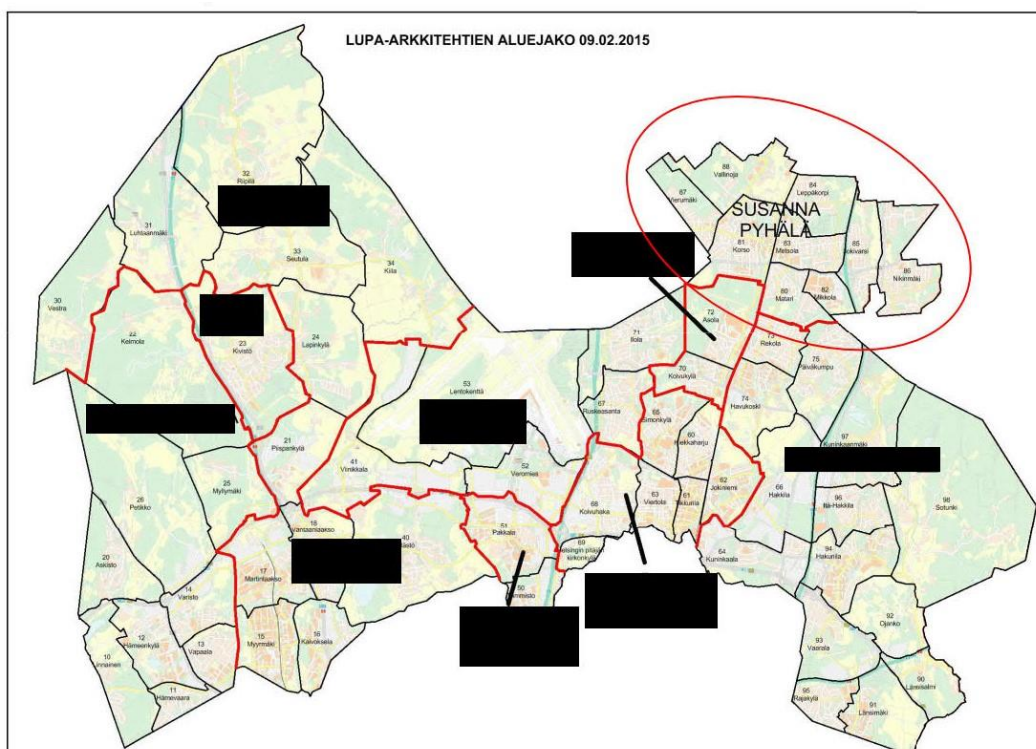 LUPA-ARKKITEHTIEN ALUEJAKO 09.02.2015
32
Riipilä
31
Luhtaanmäki
33
Seutula
34
Kiila
30
Vestra
22
Keimola
23
Kivistö
24
Lapinkylä
88
Vallinoja
87
Vierumäki
84
Leppäkorpi
SUSANNA
PYHÄLÄ
81
Korso
83
Metsola
85
Jokivarsi
86
Nikinmäki
80
Matari
82
Mikkola
72
Asola
71
Ilola
73
Rekola
70
Koivukylä
75
Päiväkumpu
53
Lentokenttä
67
Ruskeasanta
65
Simonkylä
74
Havukoski
60
Hiekkaharju
21
Piispankylä
41
Viinikkala
52
Veromies
97
Kuninkaanmäki
25
Myllymäki
26
Petikko
68
Koivuhaka
63
Viertola
61
Tikkurila
62
Jokiniemi
66
Hakkila
96
Itä-Hakkila
98
Sotunki
18
Vantaanlaakso
51
Pakkala
40
69
Helsingin pitäjän
kirkonkylä
64
Kuninkaala
94
Hakunila
20
Askisto
17
Martinlaakso
14
Varisto
50
Tammisto
92
Ojanko
12
Hämeenkylä
13
Vapaala
15
Myyrmäki
16
Kaivoksela
93
Vaarala
10
Linnainen
11
Hämevaara
90
Länsisalmi
95
Rajakylä
91
Länsimäki